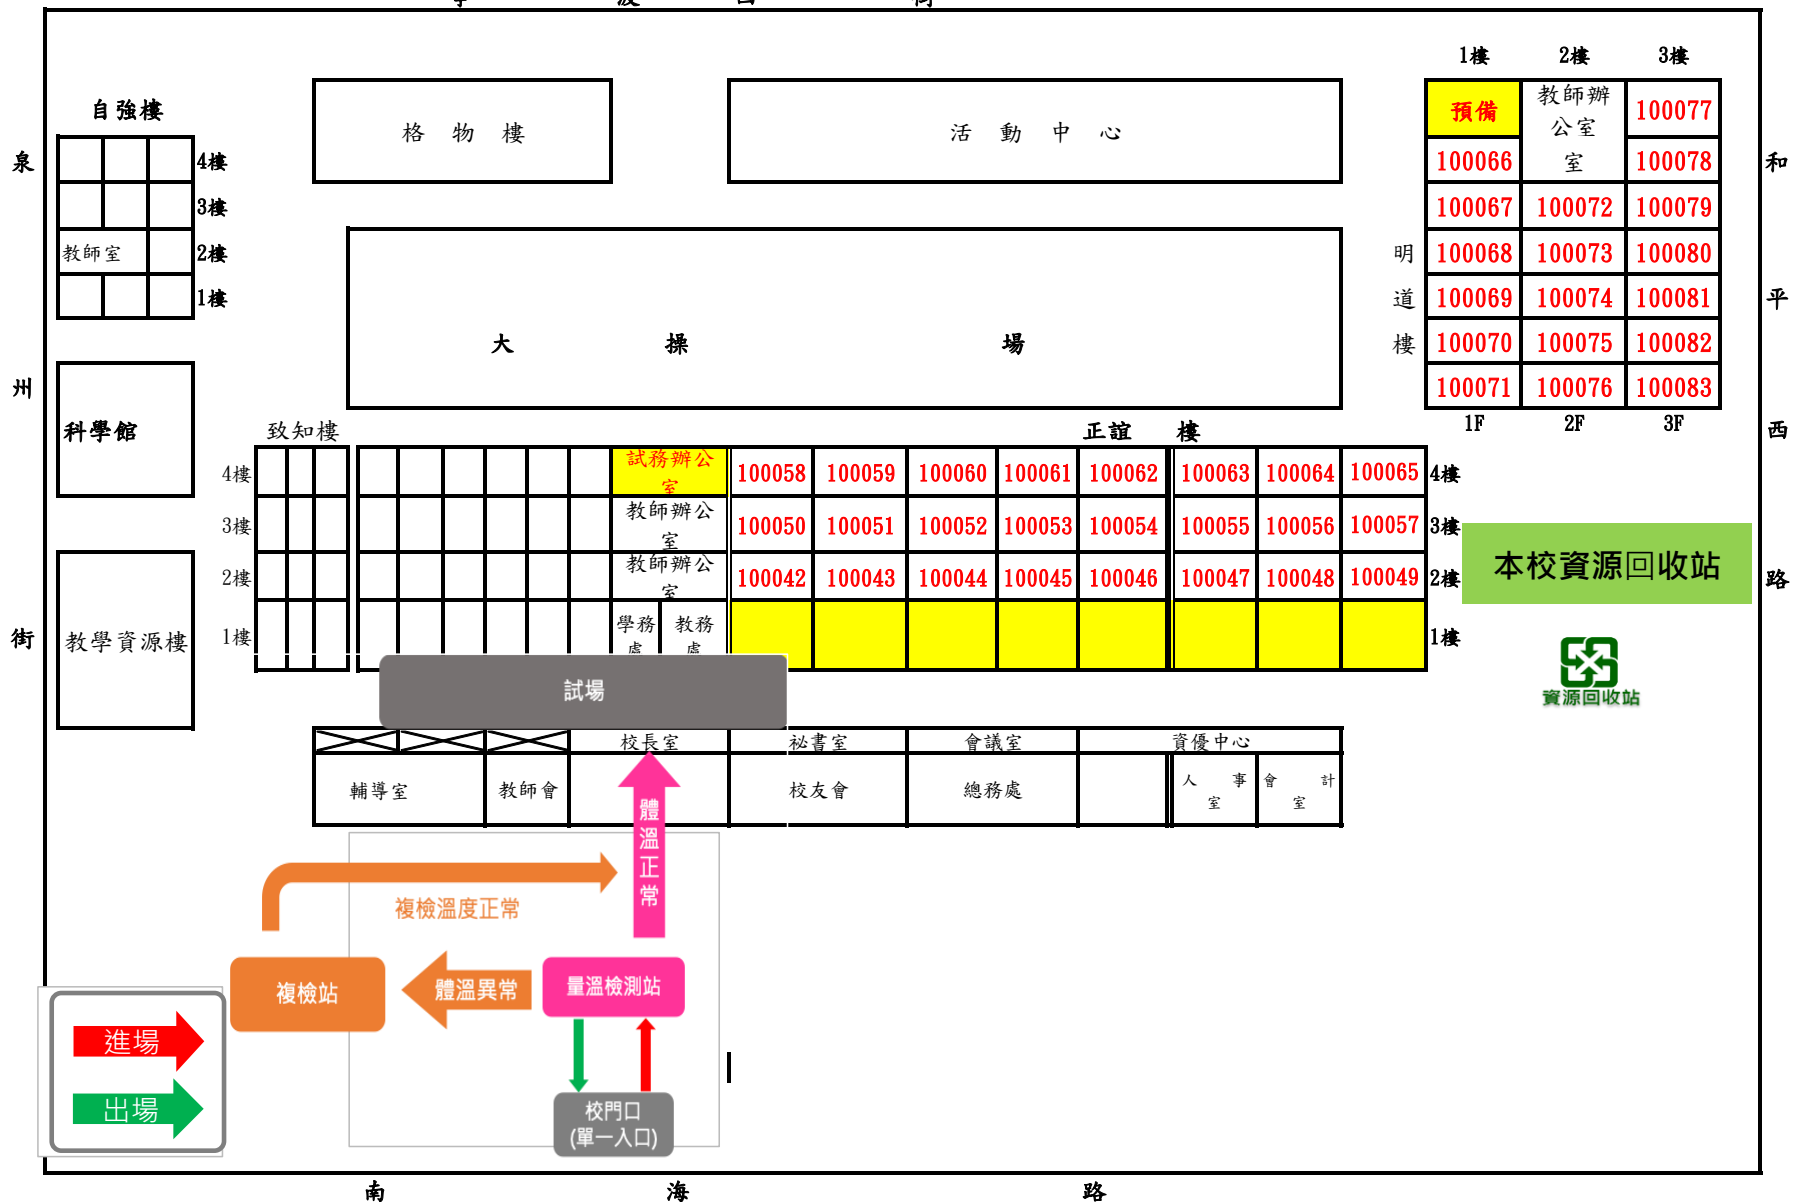 1樓 2樓 3樓
自強樓
格 物 樓
活 動 中 心
預備
教師辦
公室
室
100077
泉
4樓
100066
100078
和
3樓
100067 100072 100079
教師室
2樓
明
100068 100073 100080
1樓
道
100069 100074 100081
平
大 操 場
樓
100070 100075 100082
州
100071 100076 100083
科學館
致知樓
正誼 樓
1F 2F 3F
西
4樓
試務辦公
室
100058 100059 100060 100061 100062 100063 100064 100065 4樓
3樓
教師辦公
室
100050 100051 100052 100053 100054 100055 100056 100057 3樓
本校資源回收站
2樓
教師辦公
室
100042 100043 100044 100045 100046 100047 100048 100049 2樓
路
街
教學資源樓
1樓
學務
處
教務
處
1樓
試場
資源回收站
校長室 祕書室 會議室 資優中心
輔導室 教師會 校友會 總務處
人 事
室
會 計
室
體溫正常
複檢溫度正常
複檢站
體溫異常
量溫檢測站
進場
出場
校門口
(單一入口)
南 海 路